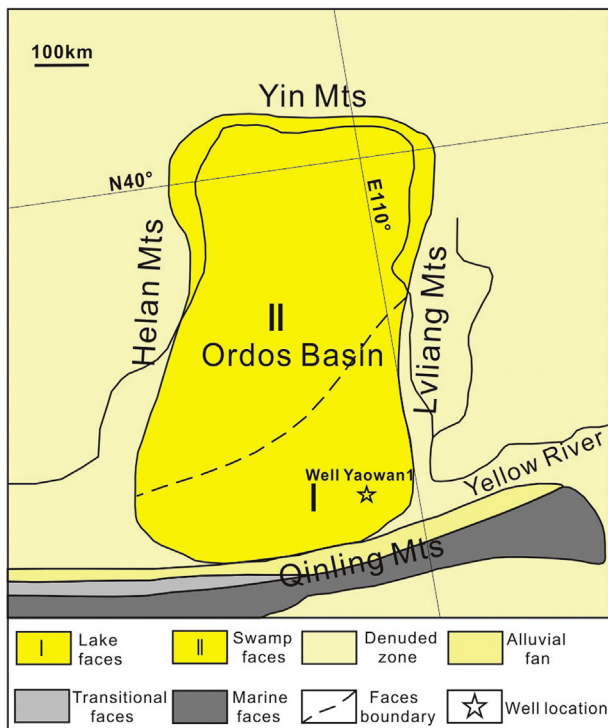 100km
Yin Mts
N40°
E110°
Helan Mts
Lvliang Mts
II
Ordos Basin
Well Yaowan1
I
Yellow River
Qinling Mts
I
Lake
faces
II
Swamp
faces
Denuded
zone
Alluvial
fan
Transitional
faces
Marine
faces
Faces
boundary
Well location